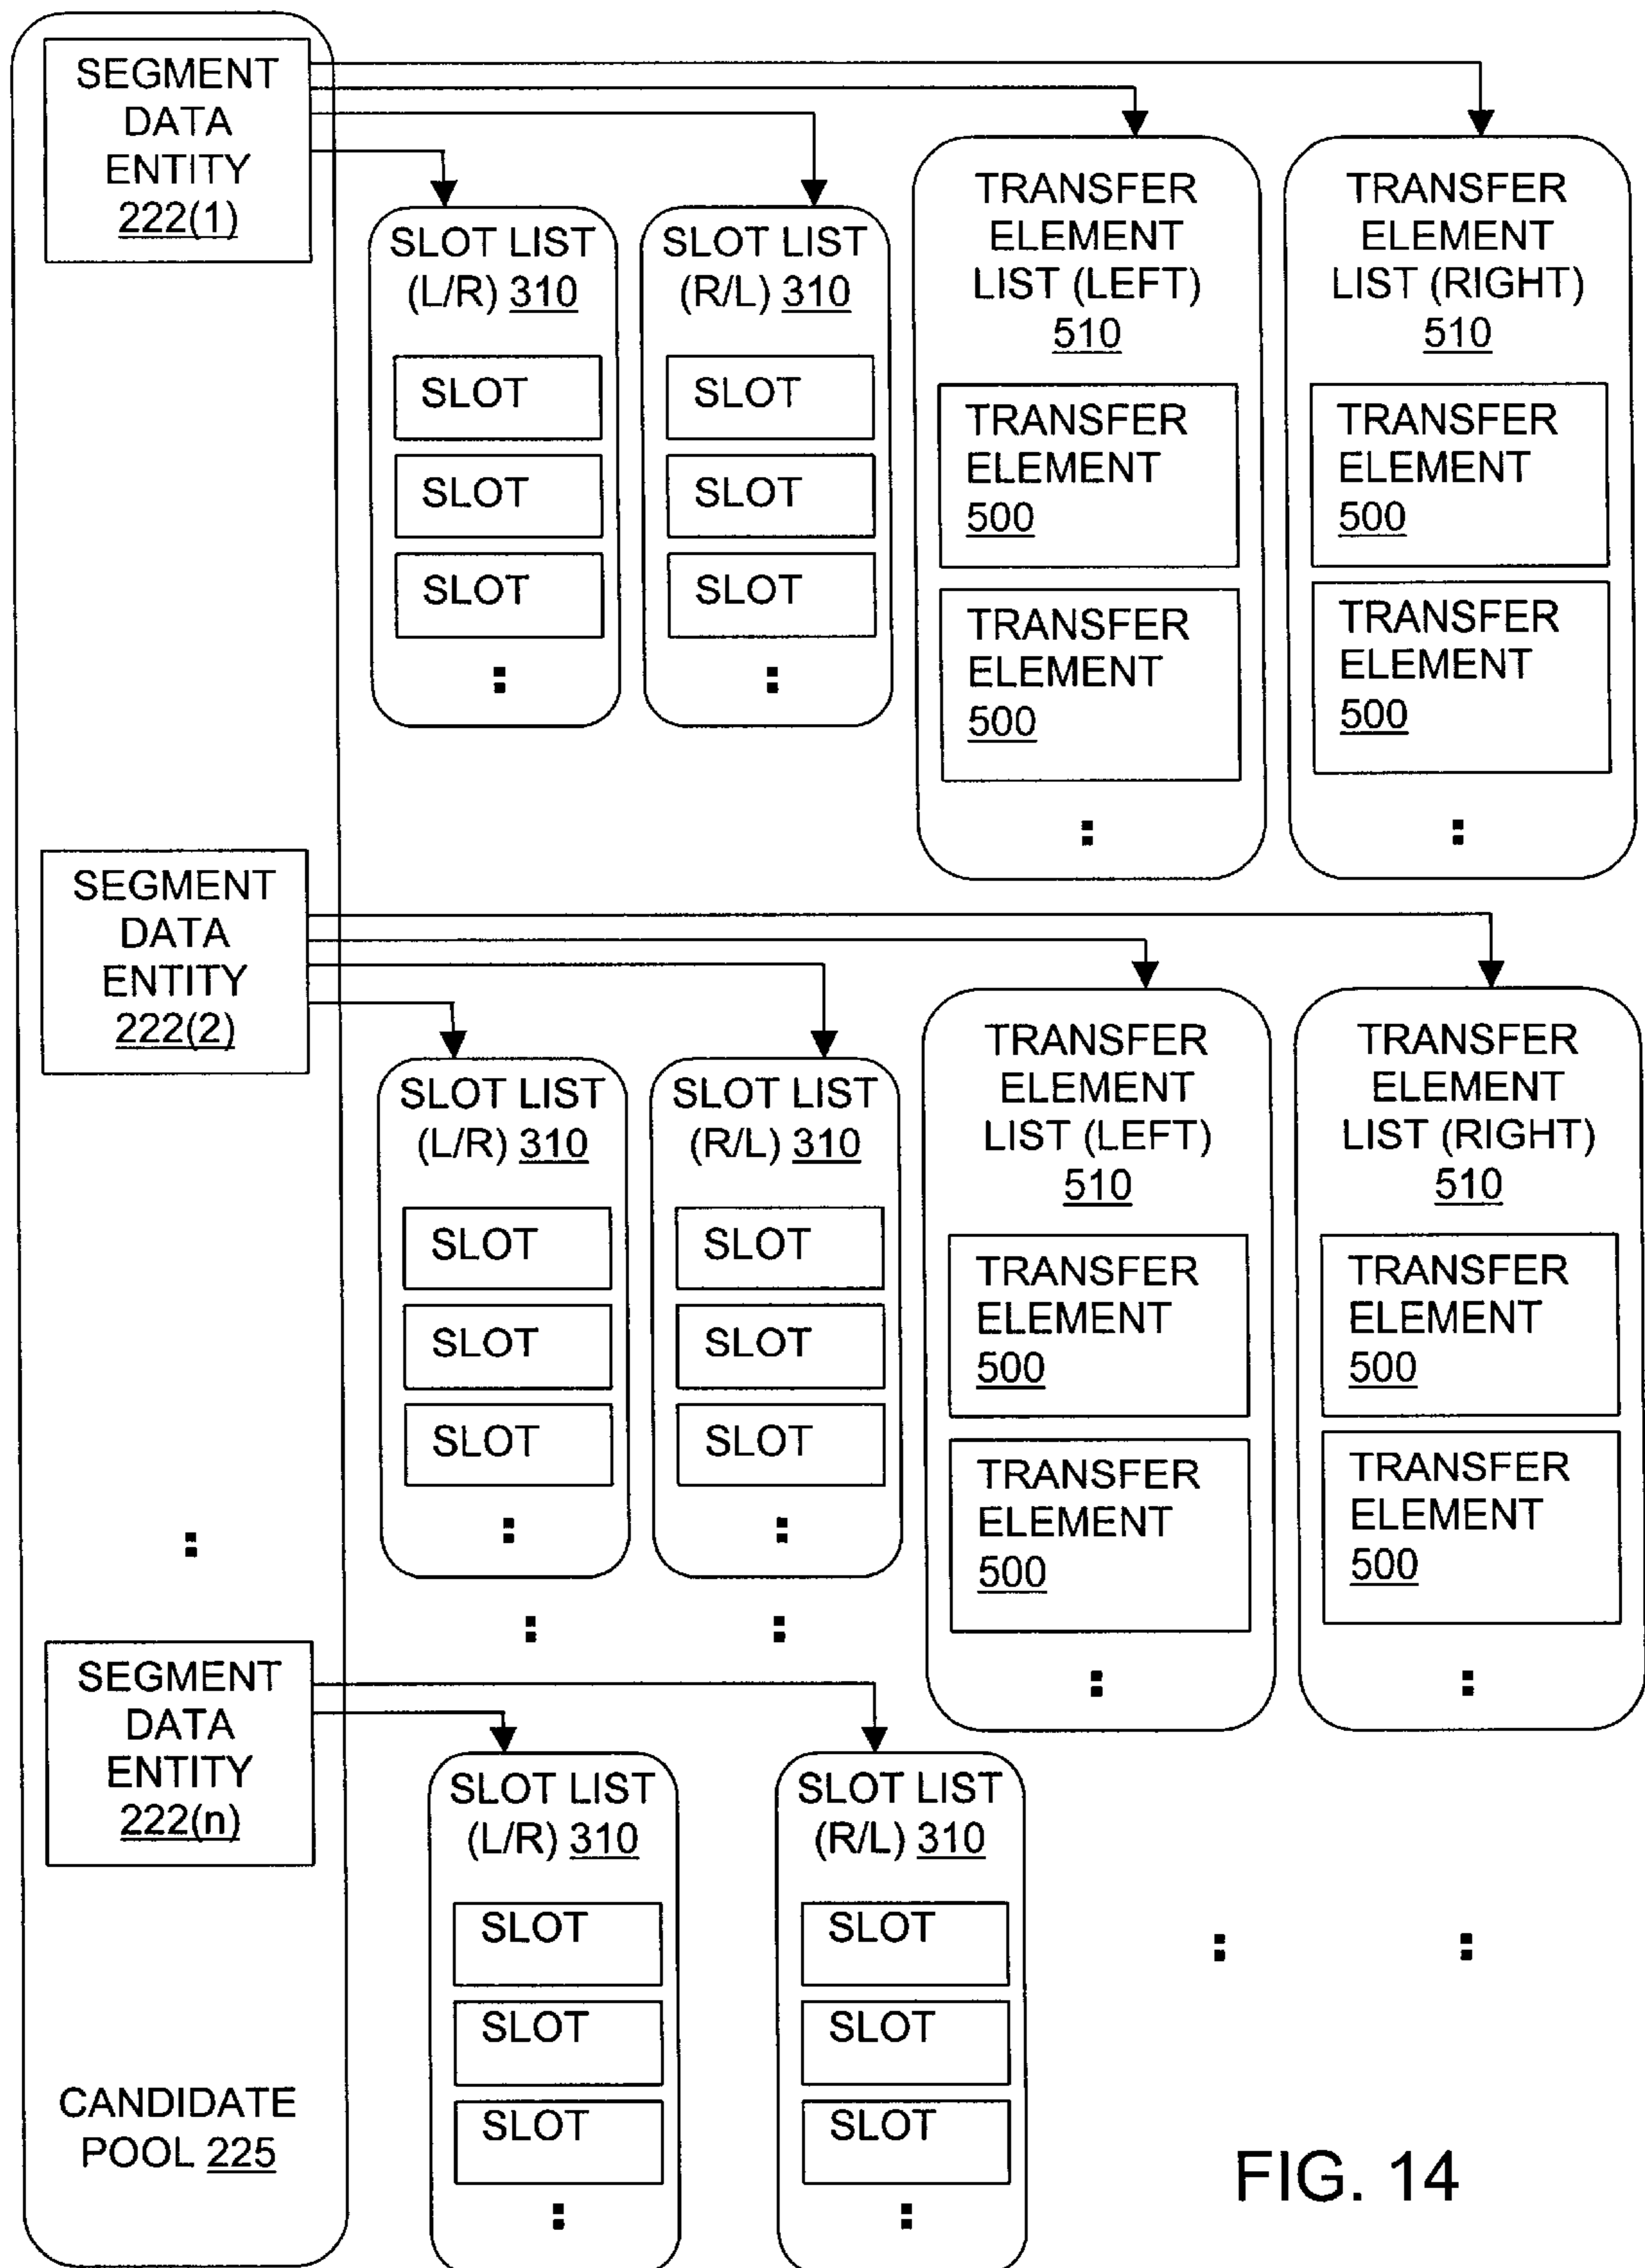 SEGMENT
DATA
ENTITY
222(1)
SLOT LIST
(L/R) 310
SLOT
SLOT
SLOT
:
SLOT LIST
(R/L) 310
SLOT
SLOT
SLOT
:
TRANSFER
ELEMENT
LIST (LEFT)
510
TRANSFER
ELEMENT
500
TRANSFER
ELEMENT
500
:
TRANSFER
ELEMENT
LIST (RIGHT)
510
TRANSFER
ELEMENT
500
TRANSFER
ELEMENT
500
:
SEGMENT
DATA
ENTITY
222(2)
SLOT LIST
(L/R) 310
SLOT
SLOT
SLOT
:
SLOT LIST
(R/L) 310
SLOT
SLOT
SLOT
:
TRANSFER
ELEMENT
LIST (LEFT)
510
TRANSFER
ELEMENT
500
TRANSFER
ELEMENT
500
:
TRANSFER
ELEMENT
LIST (RIGHT)
510
TRANSFER
ELEMENT
500
TRANSFER
ELEMENT
500
:
:
: :
SEGMENT
DATA
ENTITY
222(n)
SLOT LIST
(L/R) 310
SLOT
SLOT
SLOT
:
SLOT LIST
(R/L) 310
SLOT
SLOT
SLOT
:
: :
CANDIDATE
POOL 225
FIG. 14